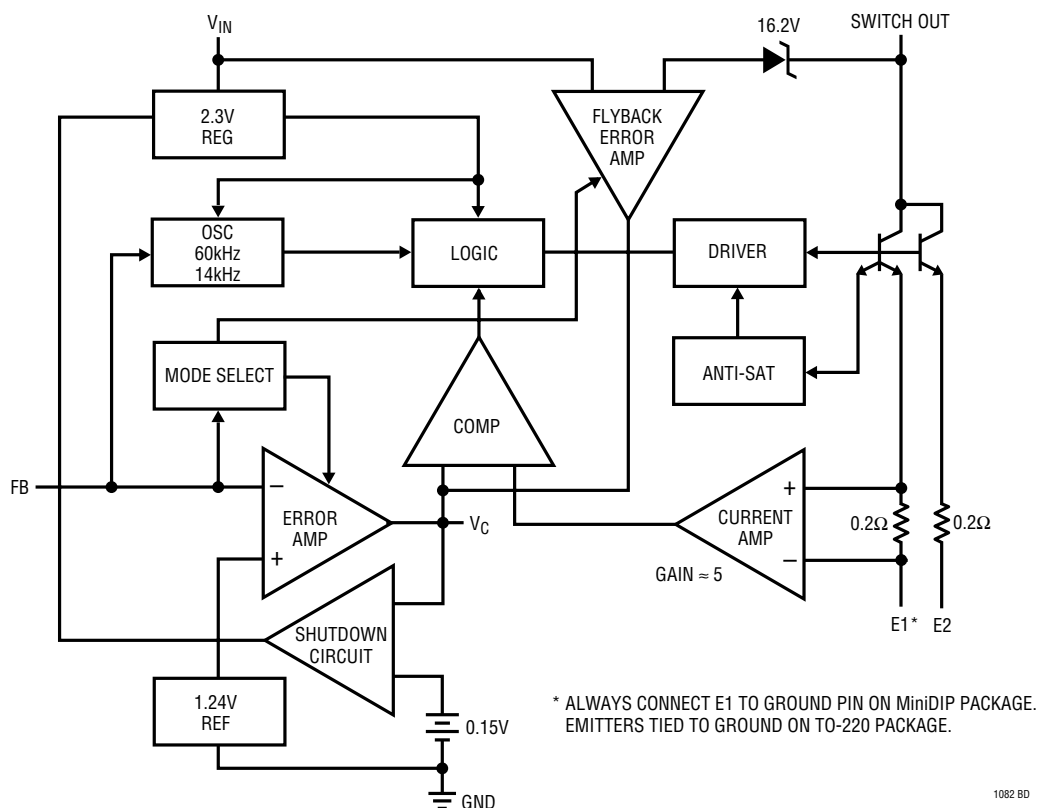 V_IN
16.2V
SWITCH OUT
2.3V
REG
FLYBACK
ERROR
AMP
OSC
60kHz
14kHz
LOGIC
DRIVER
MODE SELECT
ANTI-SAT
COMP
FB
–
ERROR
AMP
+
V_C
+
CURRENT
AMP
–
GAIN ≈ 5
0.2Ω
0.2Ω
E1*
E2
SHUTDOWN
CIRCUIT
1.24V
REF
0.15V
GND
* ALWAYS CONNECT E1 TO GROUND PIN ON MiniDIP PACKAGE.
EMITTERS TIED TO GROUND ON TO-220 PACKAGE.
1082 BD